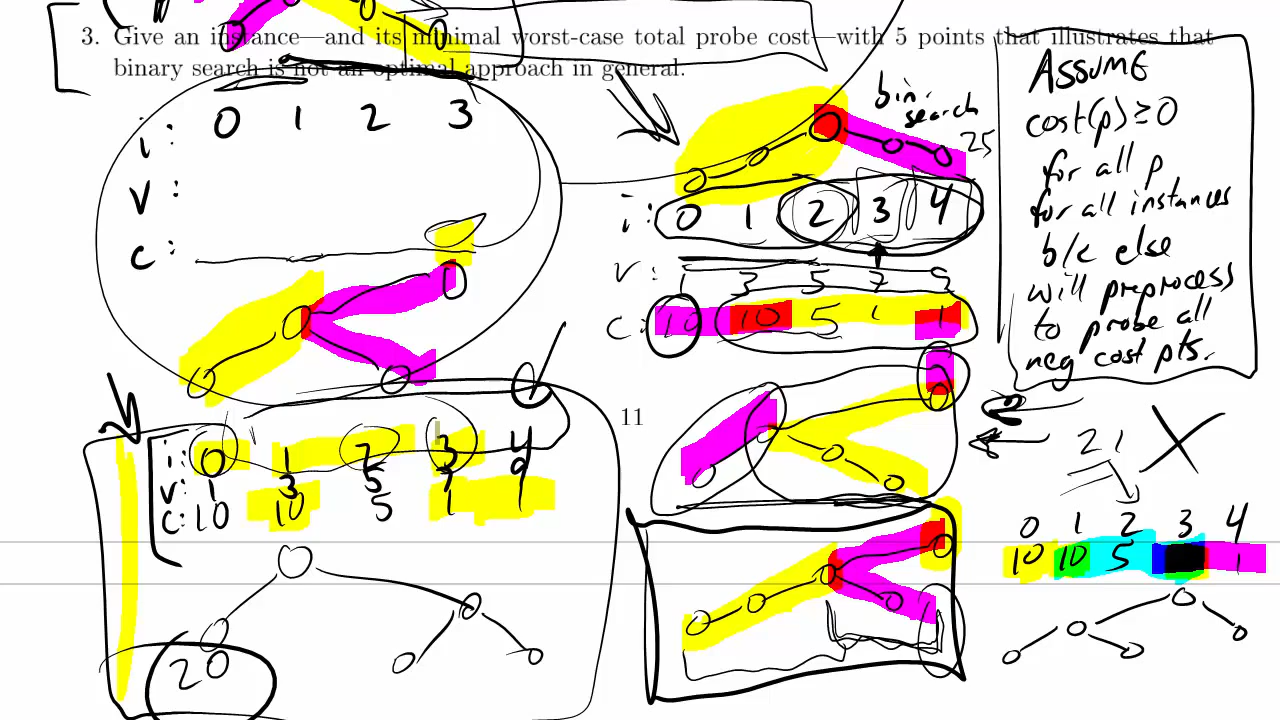 3. Give an instance—and its minimal worst-case total probe cost—with 5 points that illustrates that
binary search is not an optimal approach in general.
i: 0 1 2 3
v:
c:
bin.
search
25
i: 0 1 2 3 4
v: 3 5 7 9
c: 10 10 5 1 1
ASSUME
cost(p) ≥ 0
for all p
for all instances
b/c else
will preprocess
to probe all
neg cost pts.
11
i: 0 1 2 3 4
v: 1 3 5 7 9
c: 10 10 5 1
20
21
0 1 2 3 4
10 10 5 1